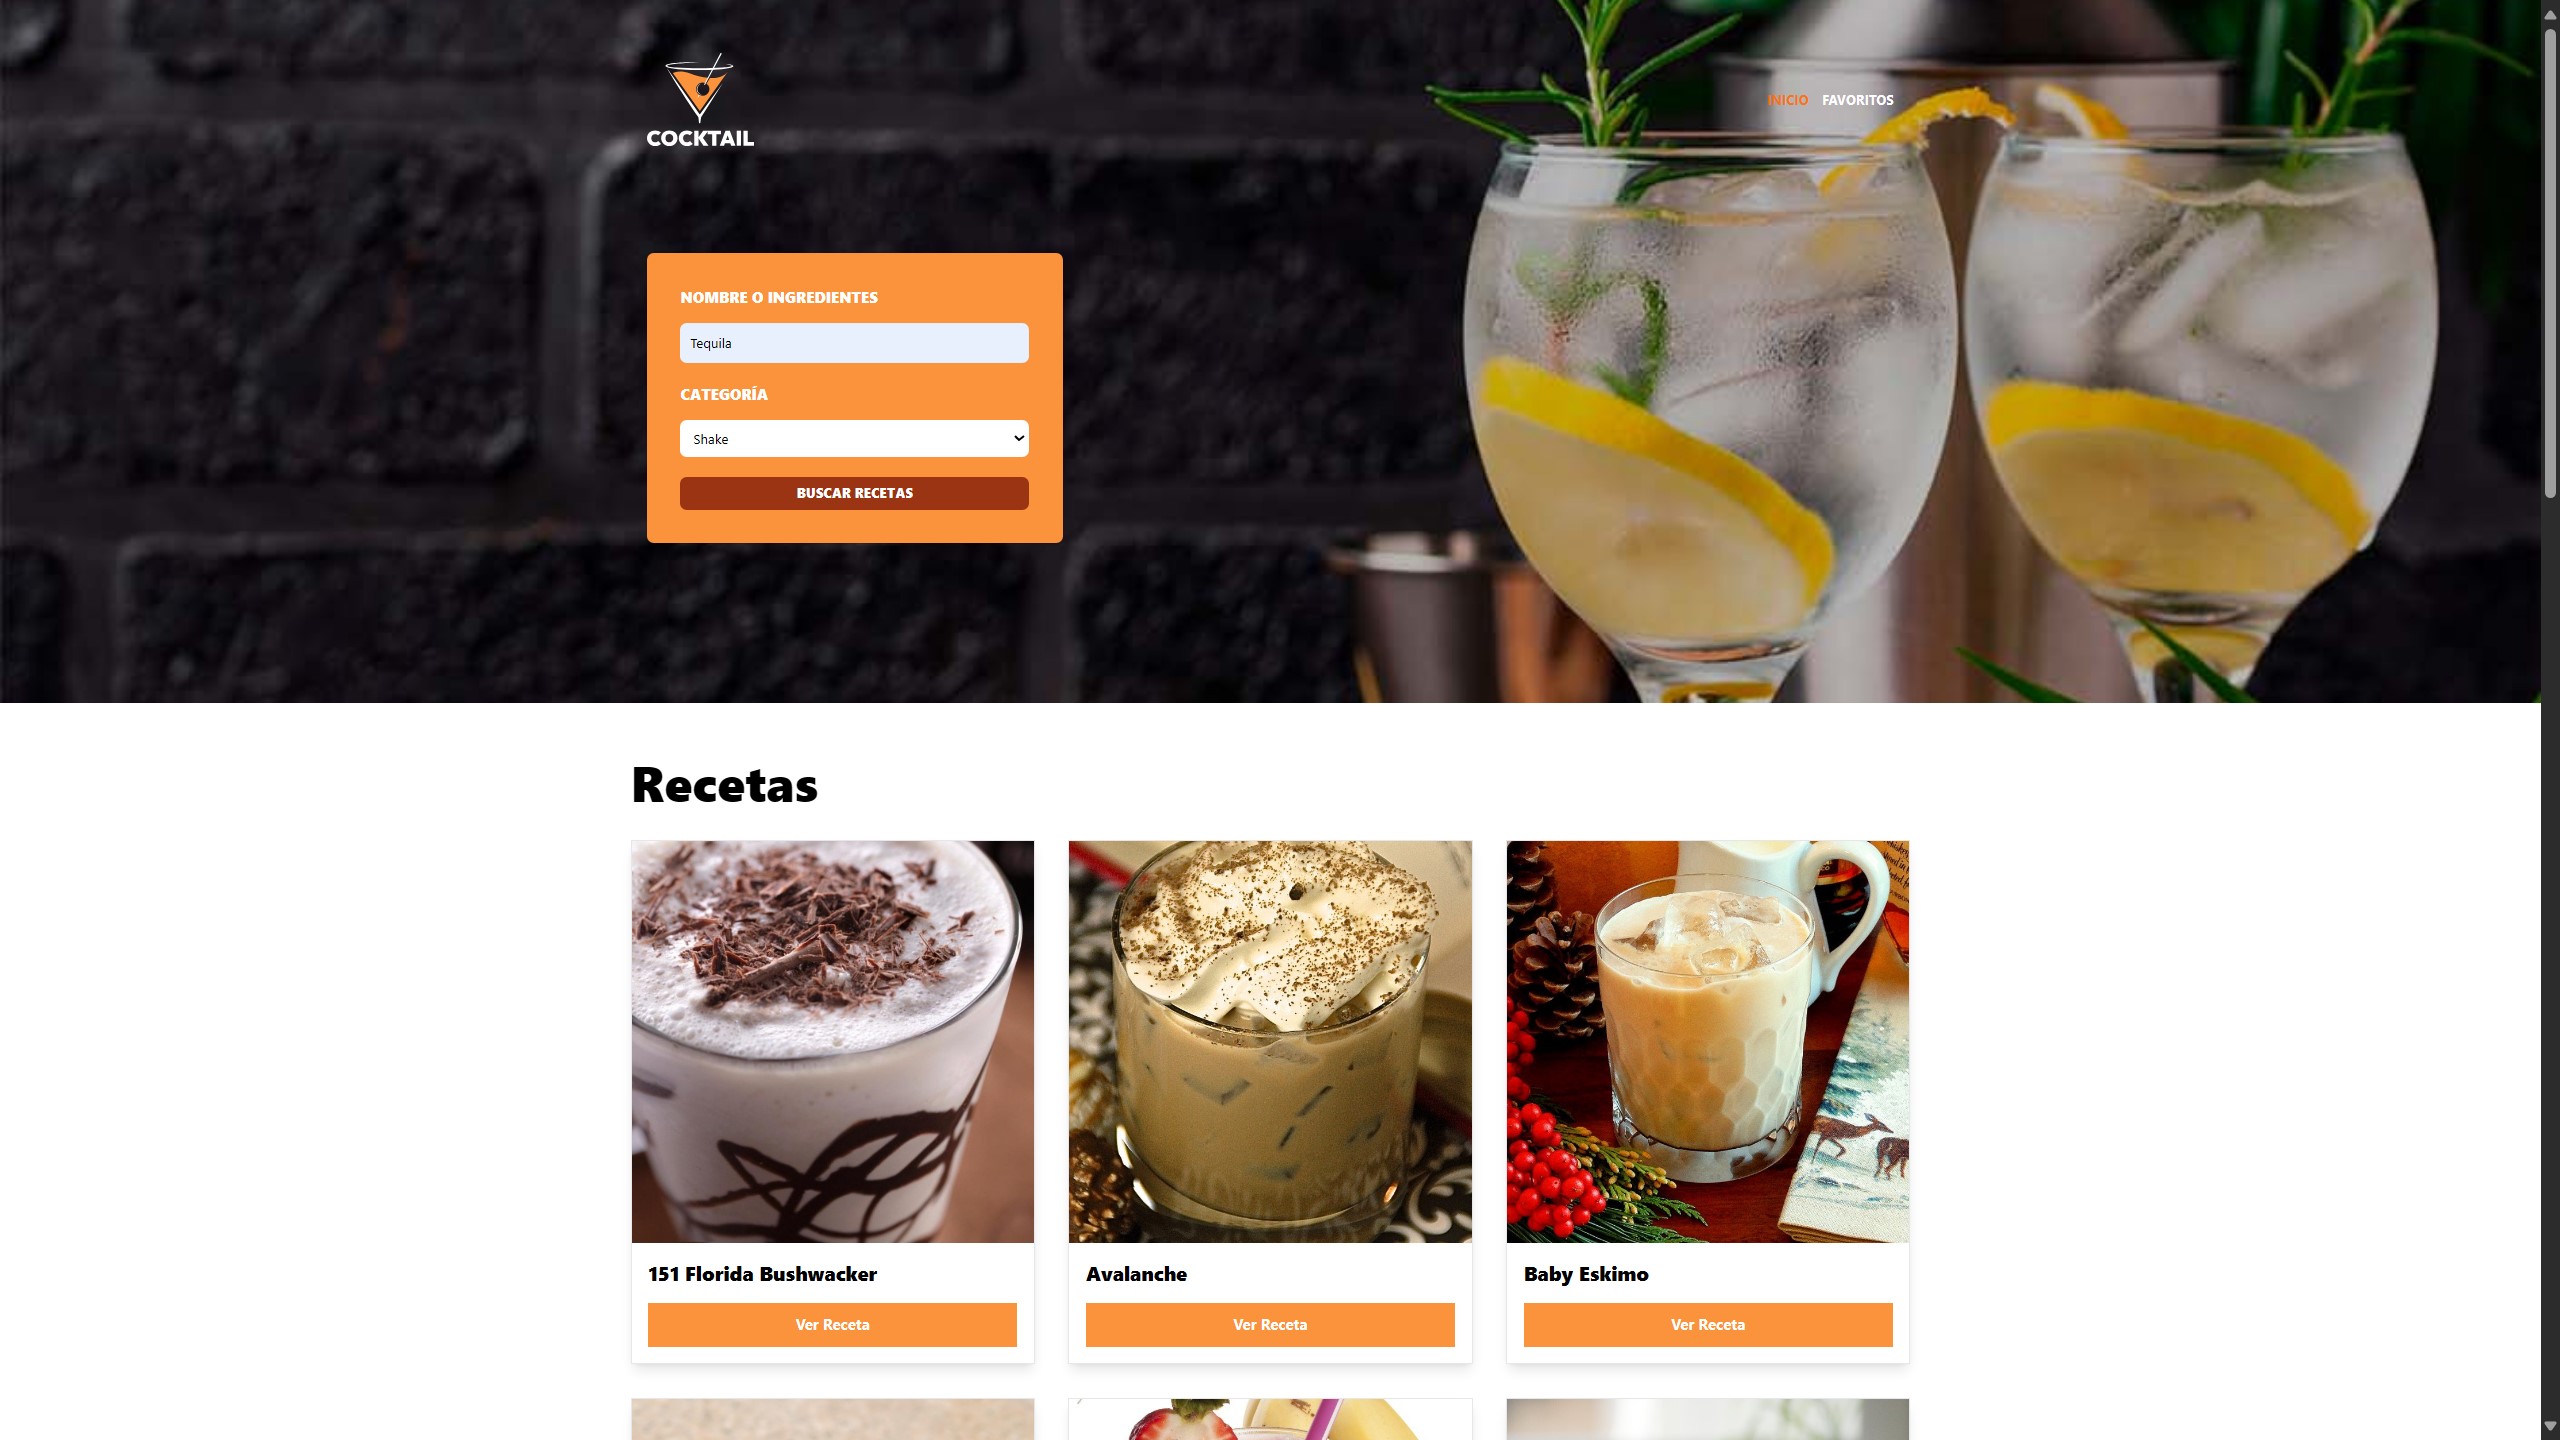 COCKTAIL
INICIO FAVORITOS
NOMBRE O INGREDIENTES
Tequila
CATEGORÍA
Shake
BUSCAR RECETAS
Recetas
151 Florida Bushwacker
Ver Receta
Avalanche
Ver Receta
Baby Eskimo
Ver Receta